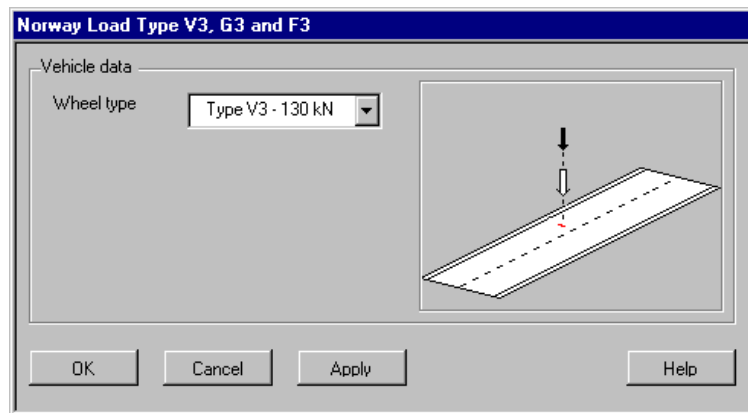 Norway Load Type V3, G3 and F3
Vehicle data
Wheel type Type V3 - 130 kN
OK Cancel Apply Help